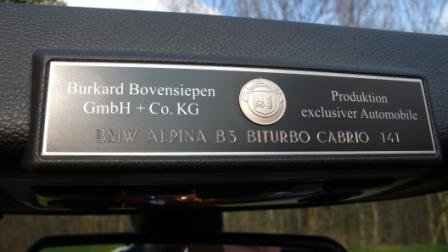 Burkard Bovensiepen
GmbH + Co. KG
Produktion
exclusiver Automobile
BMW ALPINA B3 BITURBO CABRIO 141